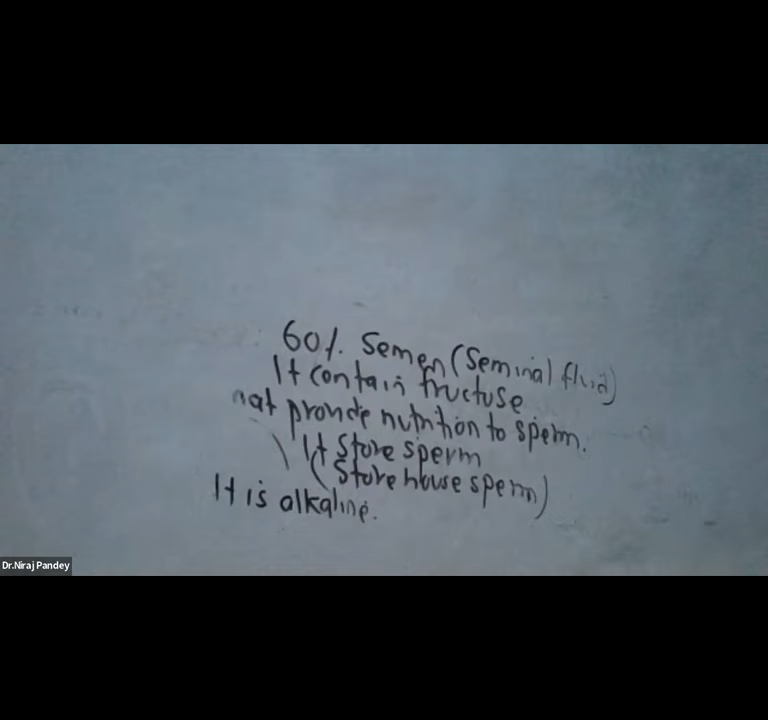 60%. Semen (Seminal fluid)
It contain fructuse
that provide nutrition to sperm.
It store sperm
(Store house sperm)
It is alkaline.
Dr.Niraj Pandey